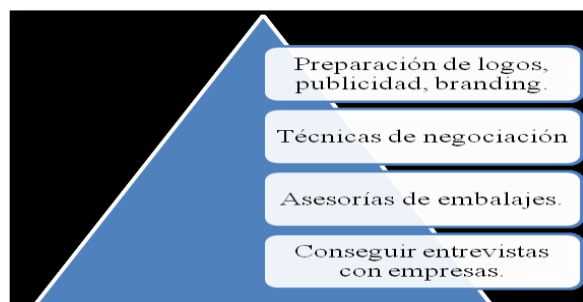 Preparación de logos,
publicidad, branding.
Técnicas de negociación
Asesorías de embalajes.
Conseguir entrevistas
con empresas.